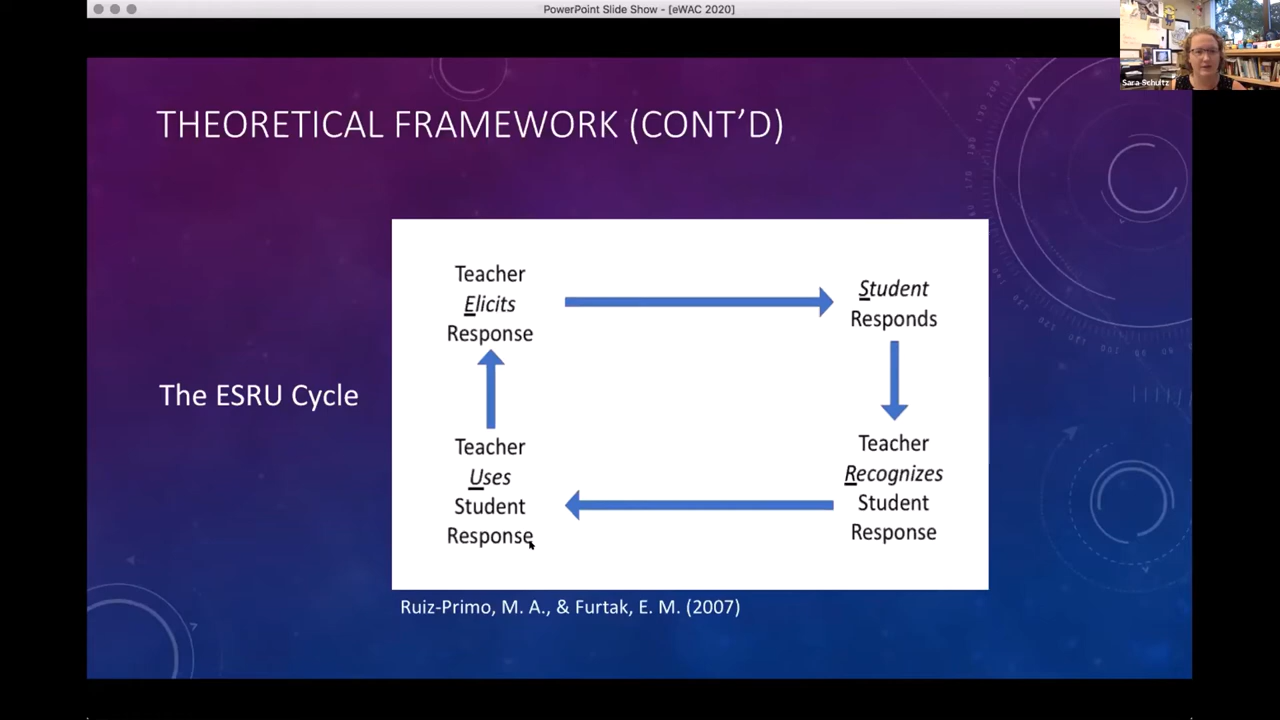 PowerPoint Slide Show - [eWAC 2020]
Sara Schultz
THEORETICAL FRAMEWORK (CONT’D)
Teacher
Elicits
Response
Student
Responds
The ESRU Cycle
Teacher
Uses
Student
Response
Teacher
Recognizes
Student
Response
Ruiz-Primo, M. A., & Furtak, E. M. (2007)